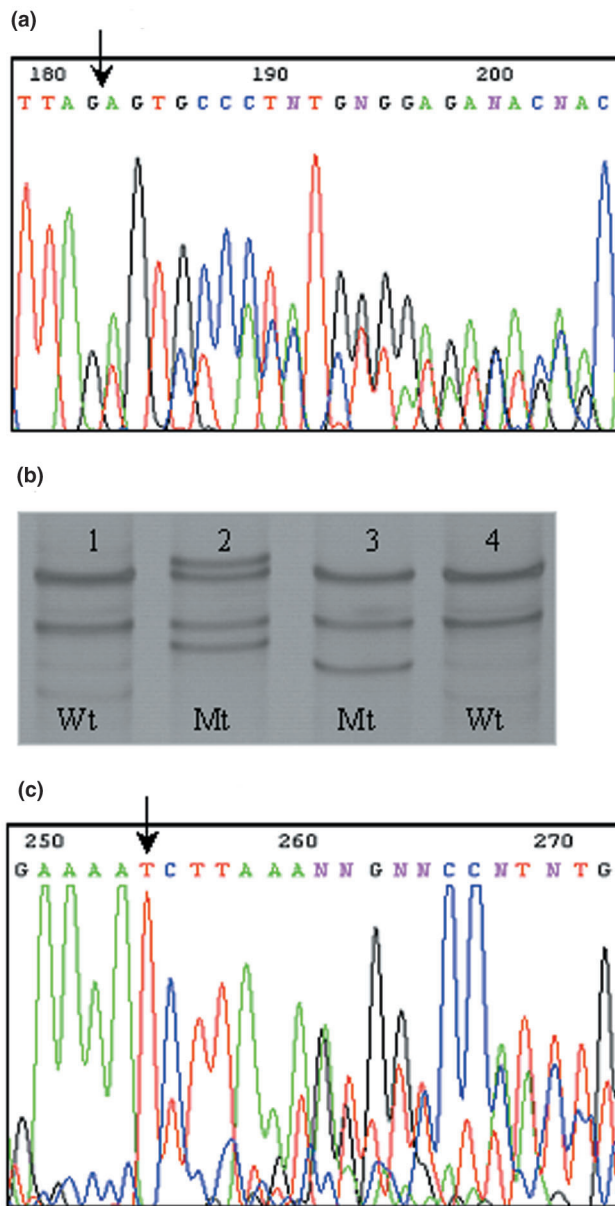 (a)
180 190 200
T T A G A G T G C C C T N T G N G G A G A N A C N A C
(b)
1 2 3 4
Wt Mt Mt Wt
(c)
250 260 270
G A A A A T C T T A A A N N G N N C C N T N T G